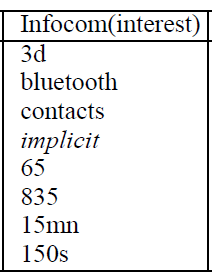 Infocom(interest)
3d
bluetooth
contacts
implicit
65
835
15mn
150s